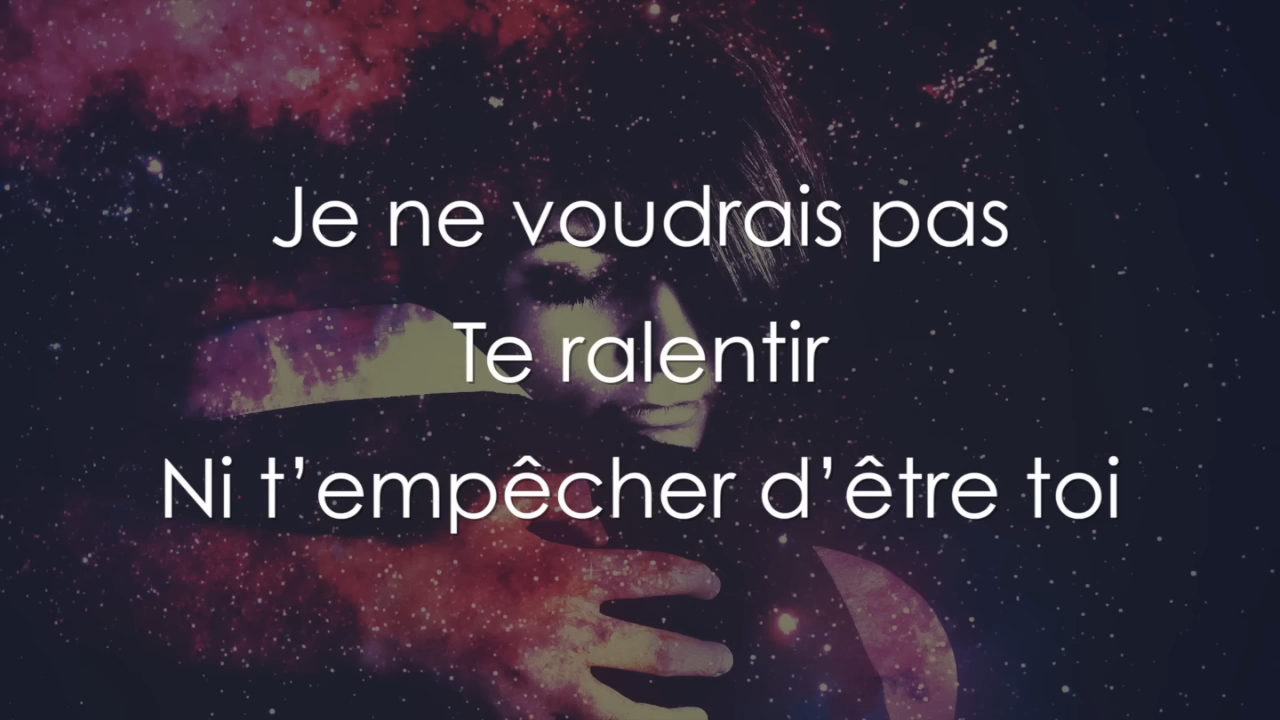 Je ne voudrais pas
Te ralentir
Ni t’empêcher d’être toi